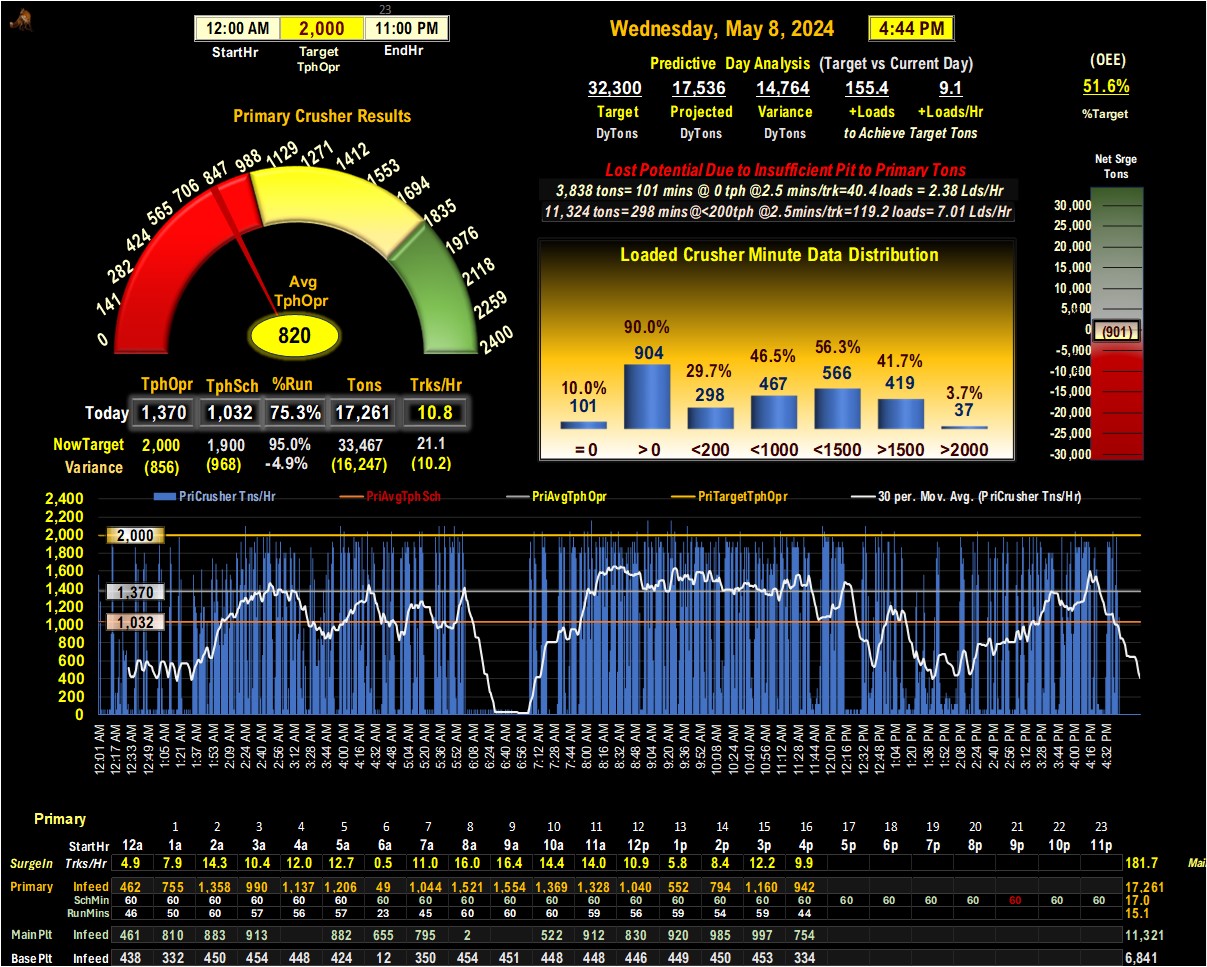 23
12:00 AM 2,000 11:00 PM
StartHr Target TphOpr EndHr
Wednesday, May 8, 2024 4:44 PM
Predictive Day Analysis (Target vs Current Day)
32,300 17,536 14,764 155.4 9.1
Target Projected Variance +Loads +Loads/Hr
DyTons DyTons DyTons to Achieve Target Tons
(OEE)
51.6%
%Target
Primary Crusher Results
0 141 282 424 565 706 847 988 1129 1271 1412 1553 1694 1835 1976 2118 2259 2400
Avg
TphOpr
820
Lost Potential Due to Insufficient Pit to Primary Tons
3,838 tons= 101 mins @ 0 tph @2.5 mins/trk=40.4 loads = 2.38 Lds/Hr
11,324 tons= 298 mins @<200tph @2.5mins/trk=119.2 loads= 7.01 Lds/Hr
Net Srge
Tons
30,000
25,000
20,000
15,000
10,000
5,000
0
(901)
-5,000
-10,000
-15,000
-20,000
-25,000
-30,000
Loaded Crusher Minute Data Distribution
10.0% 90.0% 29.7% 46.5% 56.3% 41.7% 3.7%
101 904 298 467 566 419 37
= 0 > 0 <200 <1000 <1500 >1500 >2000
TphOpr TphSch %Run Tons Trks/Hr
Today 1,370 1,032 75.3% 17,261 10.8
NowTarget 2,000 1,900 95.0% 33,467 21.1
Variance (856) (968) -4.9% (16,247) (10.2)
PriCrusher Tns/Hr PriAvgTphSch PriAvgTphOpr PriTargetTphOpr 30 per. Mov. Avg. (PriCrusher Tns/Hr)
2,400
2,200
2,000
1,800
1,600
1,400
1,200
1,000
800
600
400
200
0
2,000
1,370
1,032
12:01 AM 12:17 AM 12:33 AM 12:49 AM 1:05 AM 1:21 AM 1:37 AM 1:53 AM 2:09 AM 2:24 AM 2:40 AM 2:56 AM 3:12 AM 3:28 AM 3:44 AM 4:00 AM 4:16 AM 4:32 AM 4:48 AM 5:04 AM 5:20 AM 5:36 AM 5:52 AM 6:08 AM 6:24 AM 6:40 AM 6:56 AM 7:12 AM 7:28 AM 7:44 AM 8:00 AM 8:16 AM 8:32 AM 8:48 AM 9:04 AM 9:20 AM 9:36 AM 9:52 AM 10:08 AM 10:24 AM 10:40 AM 10:56 AM 11:12 AM 11:28 AM 11:44 AM 12:00 PM 12:16 PM 12:32 PM 12:48 PM 1:04 PM 1:20 PM 1:36 PM 1:52 PM 2:08 PM 2:24 PM 2:40 PM 2:56 PM 3:12 PM 3:28 PM 3:44 PM 4:00 PM 4:16 PM 4:32 PM
Primary
1 2 3 4 5 6 7 8 9 10 11 12 13 14 15 16 17 18 19 20 21 22 23
StartHr 12a 1a 2a 3a 4a 5a 6a 7a 8a 9a 10a 11a 12p 1p 2p 3p 4p 5p 6p 7p 8p 9p 10p 11p
SurgeIn Trks/Hr 4.9 7.9 14.3 10.4 12.0 12.7 0.5 11.0 16.0 16.4 14.4 14.0 10.9 5.8 8.4 12.2 9.9 181.7
Primary Infeed 462 755 1,358 990 1,137 1,206 49 1,044 1,521 1,554 1,369 1,328 1,040 552 794 1,160 942 17,261
SchMin 60 60 60 60 60 60 60 60 60 60 60 60 60 60 60 60 60 60 60 60 60 60 60 60 17.0
RunMins 46 50 60 57 56 57 23 45 60 60 60 59 56 59 54 59 44 15.1
MainPlt Infeed 461 810 883 913 882 655 795 2 522 912 830 920 985 997 754 11,321
BasePlt Infeed 438 332 450 454 448 424 12 350 454 451 448 448 446 449 450 453 334 6,841